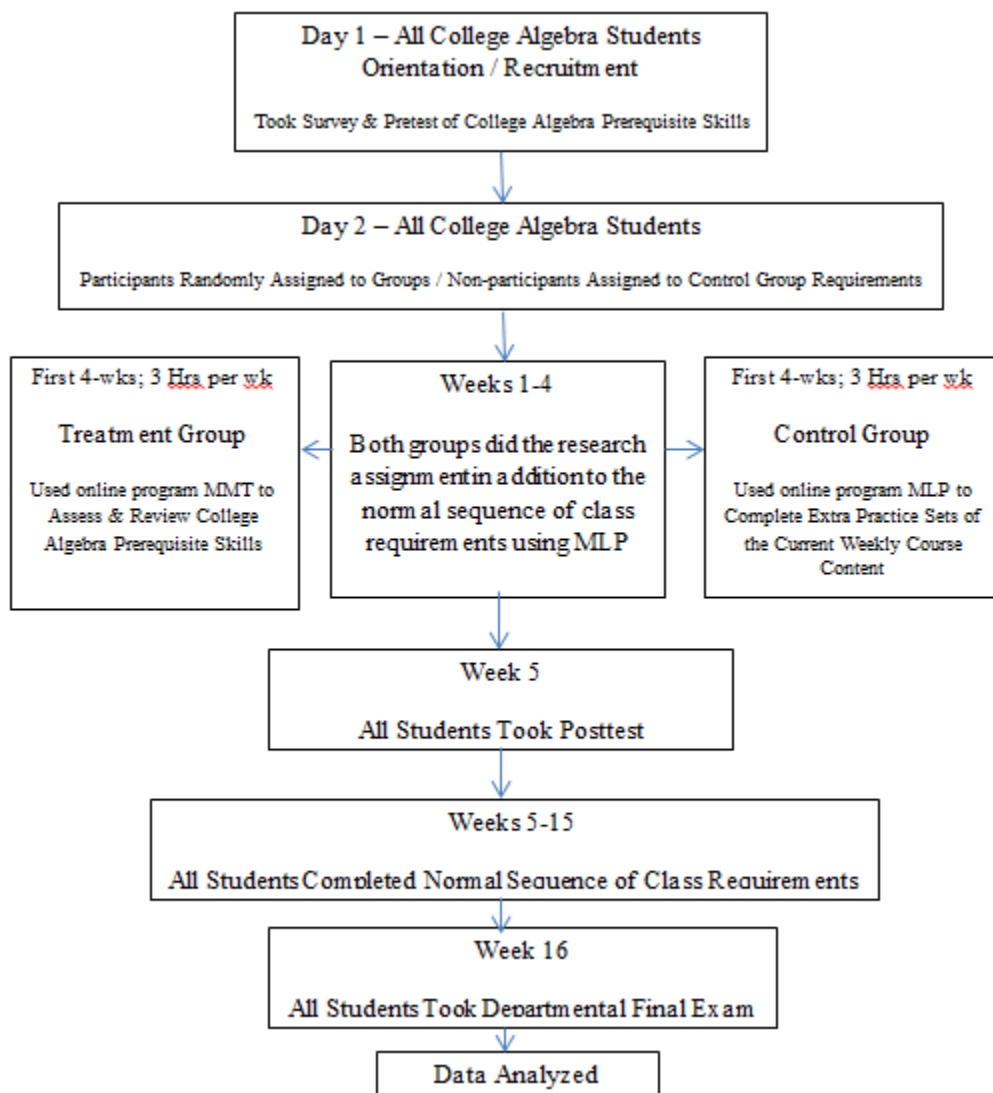 Day 1 – All College Algebra Students
Orientation / Recruitment
Took Survey & Pretest of College Algebra Prerequisite Skills
Day 2 – All College Algebra Students
Participants Randomly Assigned to Groups / Non-participants Assigned to Control Group Requirements
First 4-wks; 3 Hrs per wk
Treatment Group
Used online program MMT to
Assess & Review College
Algebra Prerequisite Skills
Weeks 1-4
Both groups did the research
assignmentin addition to the
normal sequence of class
requirements using MLP
First 4-wks; 3 Hrs per wk
Control Group
Used online program MLP to
Complete Extra Practice Sets of
the Current Weekly Course
Content
Week 5
All Students Took Posttest
Weeks 5-15
All Students Completed Normal Sequence of Class Requirements
Week 16
All Students Took Departmental Final Exam
Data Analyzed